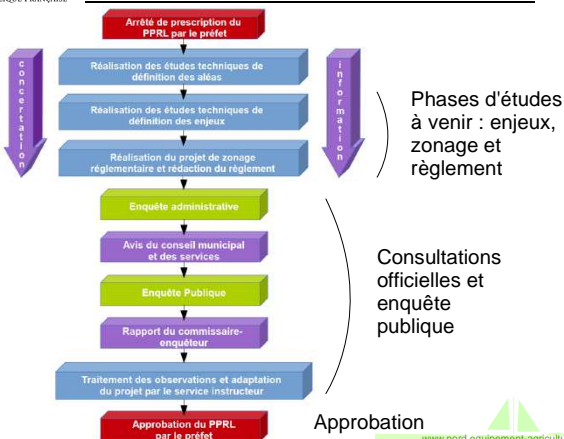 Arrêté de prescription du
PPRL par le préfet
concertation
information
Réalisation des études techniques de
définition des aléas
Réalisation des études techniques de
définition des enjeux
Réalisation du projet de zonage
réglementaire et rédaction du règlement
Phases d'études
à venir : enjeux,
zonage et
règlement
Enquête administrative
Avis du conseil municipal
et des services
Enquête Publique
Rapport du commissaire-
enquêteur
Traitement des observations et adaptation
du projet par le service instructeur
Consultations
officielles et
enquête
publique
Approbation du PPRL
par le préfet
Approbation